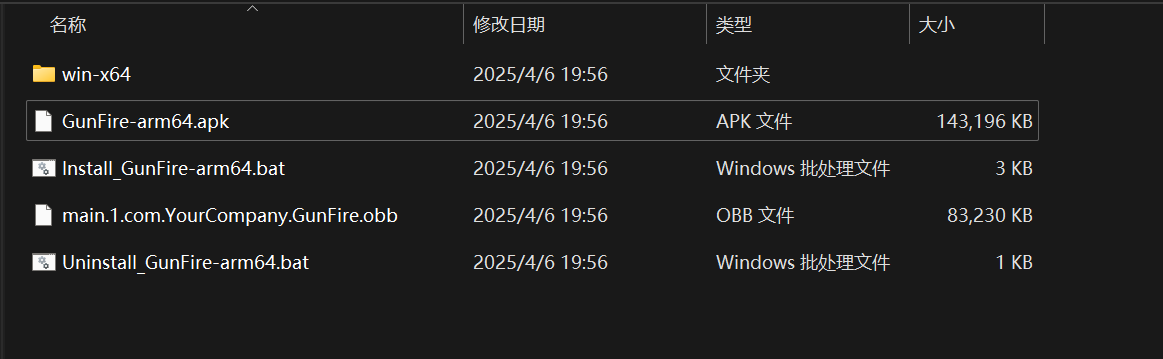 名称 修改日期 类型 大小
win-x64 2025/4/6 19:56 文件夹
GunFire-arm64.apk 2025/4/6 19:56 APK 文件 143,196 KB
Install_GunFire-arm64.bat 2025/4/6 19:56 Windows 批处理文件 3 KB
main.1.com.YourCompany.GunFire.obb 2025/4/6 19:56 OBB 文件 83,230 KB
Uninstall_GunFire-arm64.bat 2025/4/6 19:56 Windows 批处理文件 1 KB